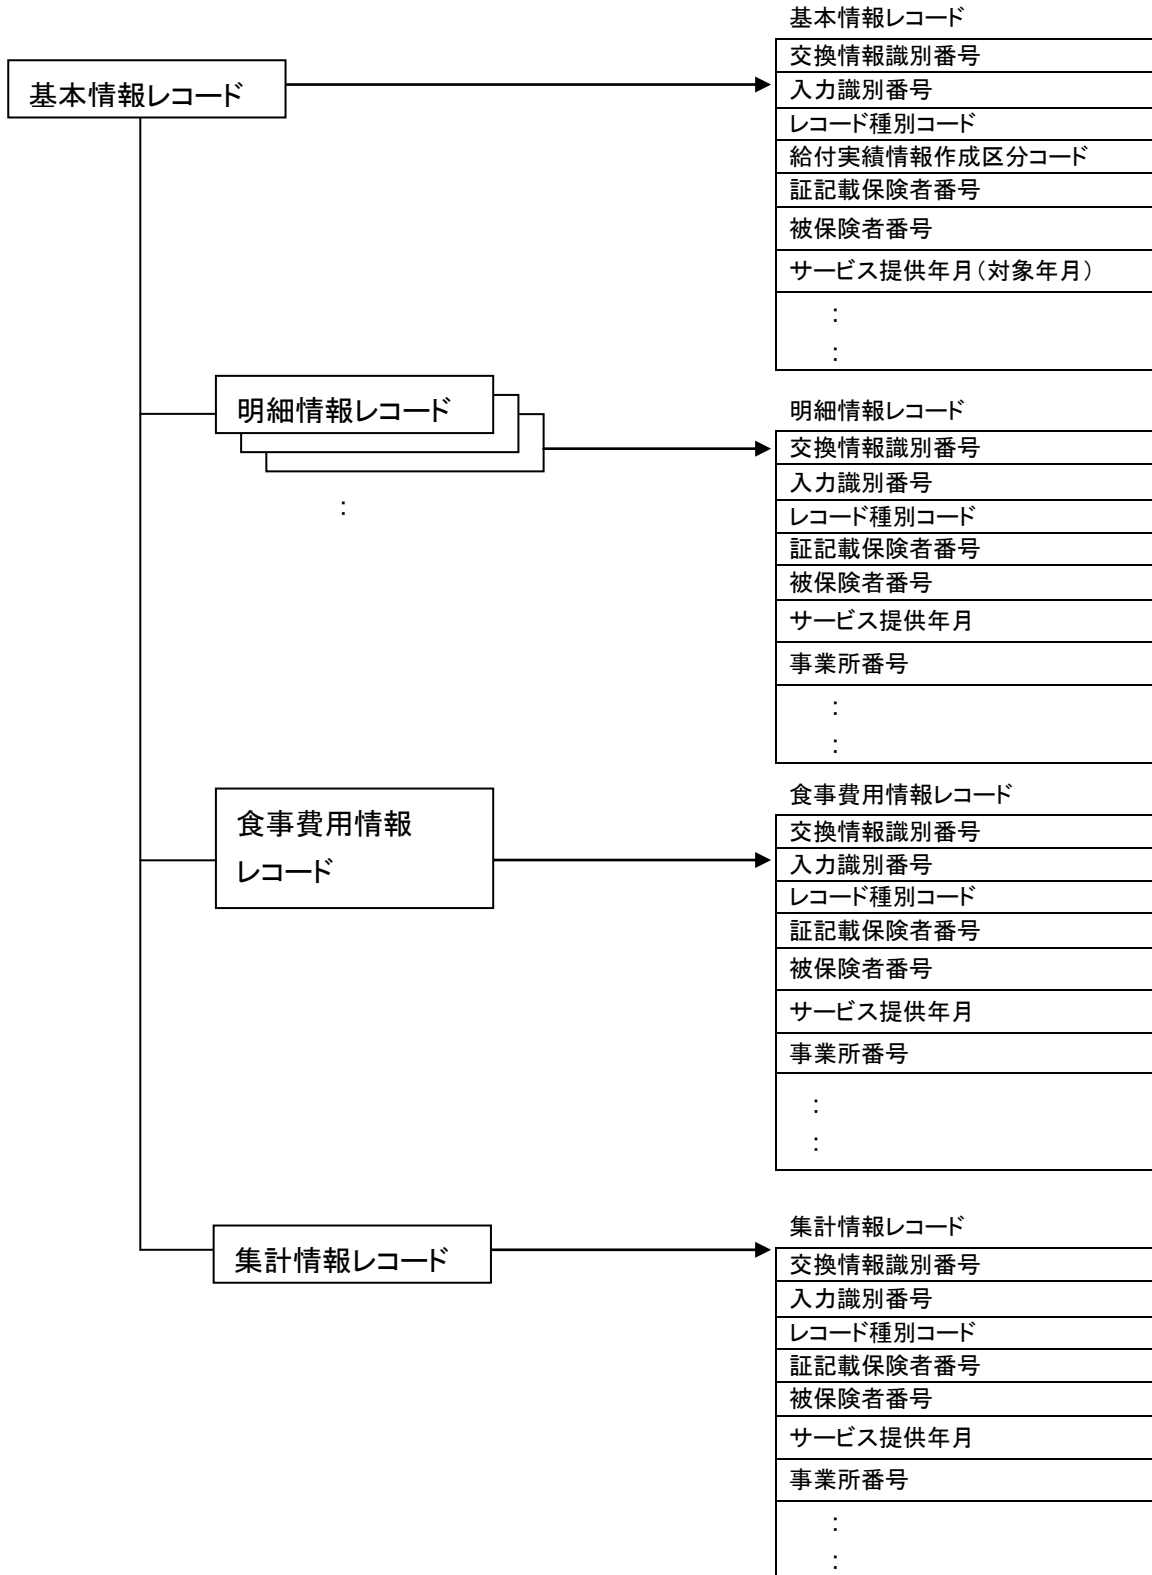 基本情報レコード
基本情報レコード
交換情報識別番号
入力識別番号
レコード種別コード
給付実績情報作成区分コード
証記載保険者番号
被保険者番号
サービス提供年月（対象年月）
：
：
明細情報レコード
：
明細情報レコード
交換情報識別番号
入力識別番号
レコード種別コード
証記載保険者番号
被保険者番号
サービス提供年月
事業所番号
：
：
食事費用情報
レコード
食事費用情報レコード
交換情報識別番号
入力識別番号
レコード種別コード
証記載保険者番号
被保険者番号
サービス提供年月
事業所番号
：
：
集計情報レコード
集計情報レコード
交換情報識別番号
入力識別番号
レコード種別コード
証記載保険者番号
被保険者番号
サービス提供年月
事業所番号
：
：